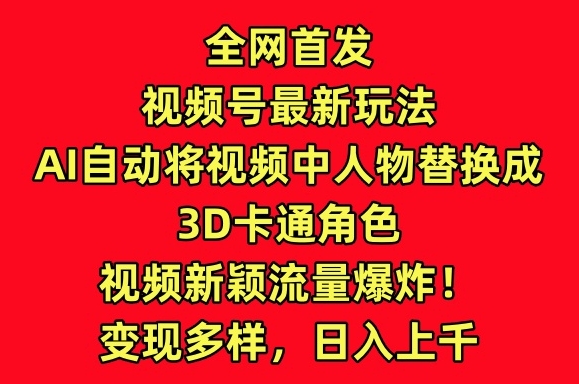 全网首发
视频号最新玩法
AI自动将视频中人物替换成
3D卡通角色
视频新颖流量爆炸！
变现多样，日入上千